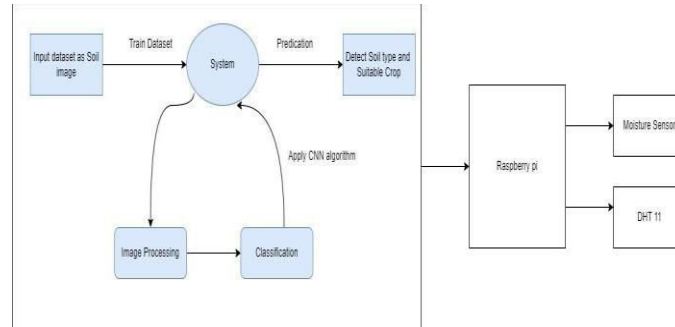 Input dataset as Soil
image
Train Dataset
System
Predication
Detect Soil type and
Suitable Crop
Apply CNN algorithm
Image Processing
Classification
Raspberry pi
Moisture Sensor
DHT 11